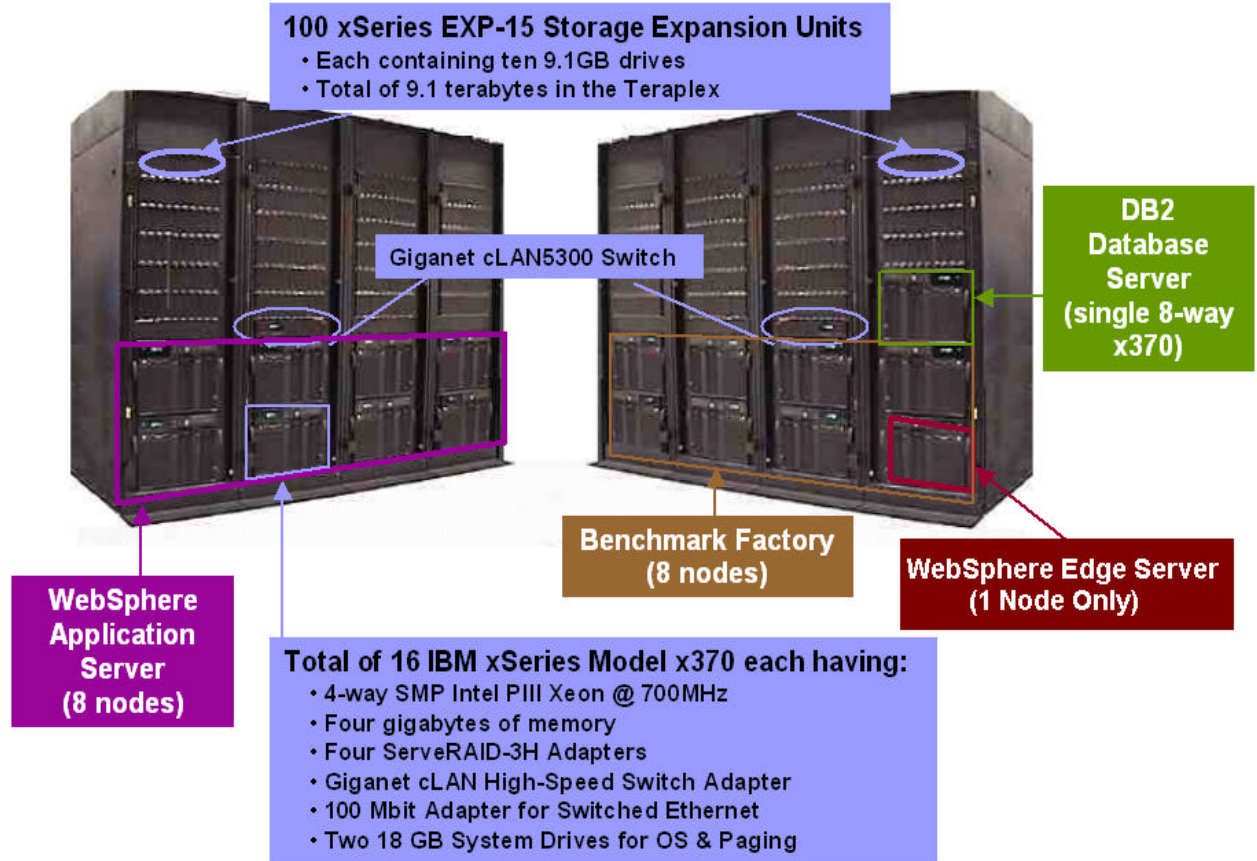 100 xSeries EXP-15 Storage Expansion Units
• Each containing ten 9.1GB drives
• Total of 9.1 terabytes in the Teraplex
Giganet cLAN5300 Switch
DB2
Database
Server
(single 8-way
x370)
Benchmark Factory
(8 nodes)
WebSphere Edge Server
(1 Node Only)
WebSphere
Application
Server
(8 nodes)
Total of 16 IBM xSeries Model x370 each having:
• 4-way SMP Intel PIII Xeon @ 700MHz
• Four gigabytes of memory
• Four ServeRAID-3H Adapters
• Giganet cLAN High-Speed Switch Adapter
• 100 Mbit Adapter for Switched Ethernet
• Two 18 GB System Drives for OS & Paging